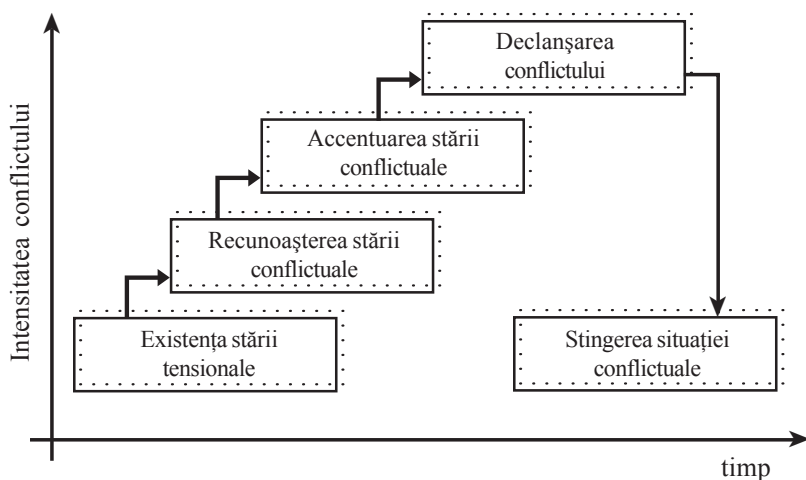 Declanşarea
conflictului
Accentuarea stării
conflictuale
Recunoaşterea stării
conflictuale
Existenţa stării
tensionale
Stingerea situaţiei
conflictuale
Intensitatea conflictului
timp